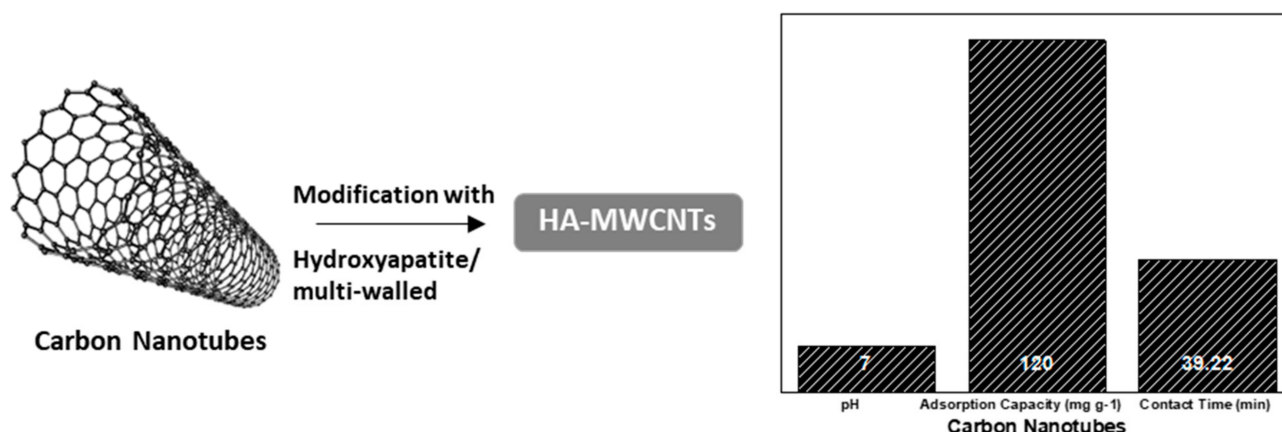 Carbon Nanotubes
Modification with
Hydroxyapatite/
multi-walled
HA-MWCNTs
7
120
39.22
pH
Adsorption Capacity (mg g-1)
Contact Time (min)
Carbon Nanotubes